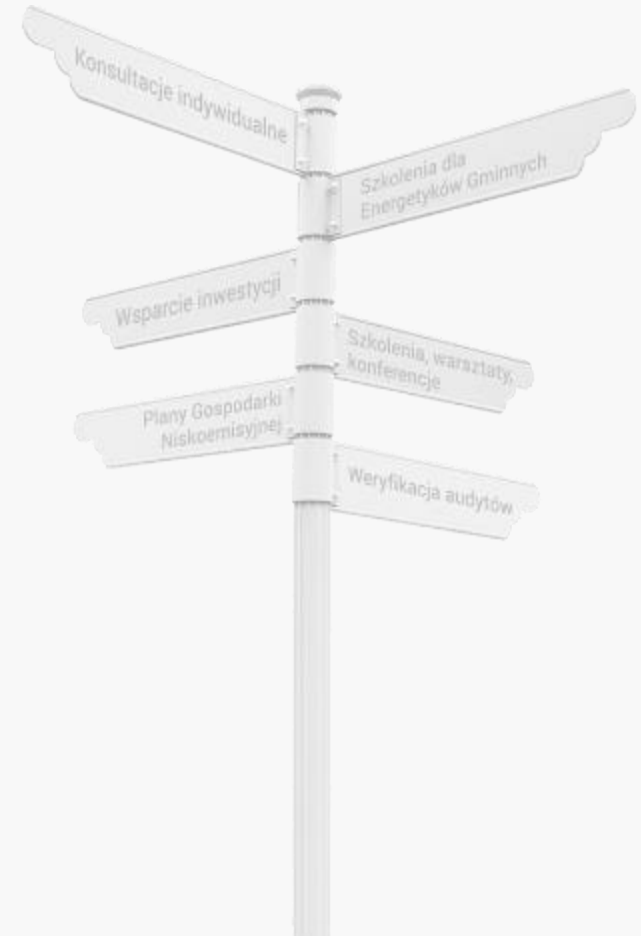 Konsultacje indywidualne
Szkolenia dla
Energetyków Gminnych
Wsparcie inwestycji
Szkolenia, warsztaty,
konferencje
Plany Gospodarki
Niskoemisyjnej
Weryfikacja audytów